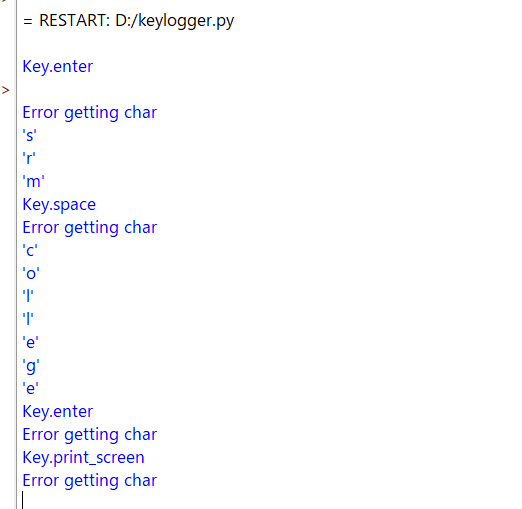 = RESTART: D:/keylogger.py
Key.enter
>
Error getting char
's'
'r'
'm'
Key.space
Error getting char
'c'
'o'
'l'
'l'
'e'
'g'
'e'
Key.enter
Error getting char
Key.print_screen
Error getting char